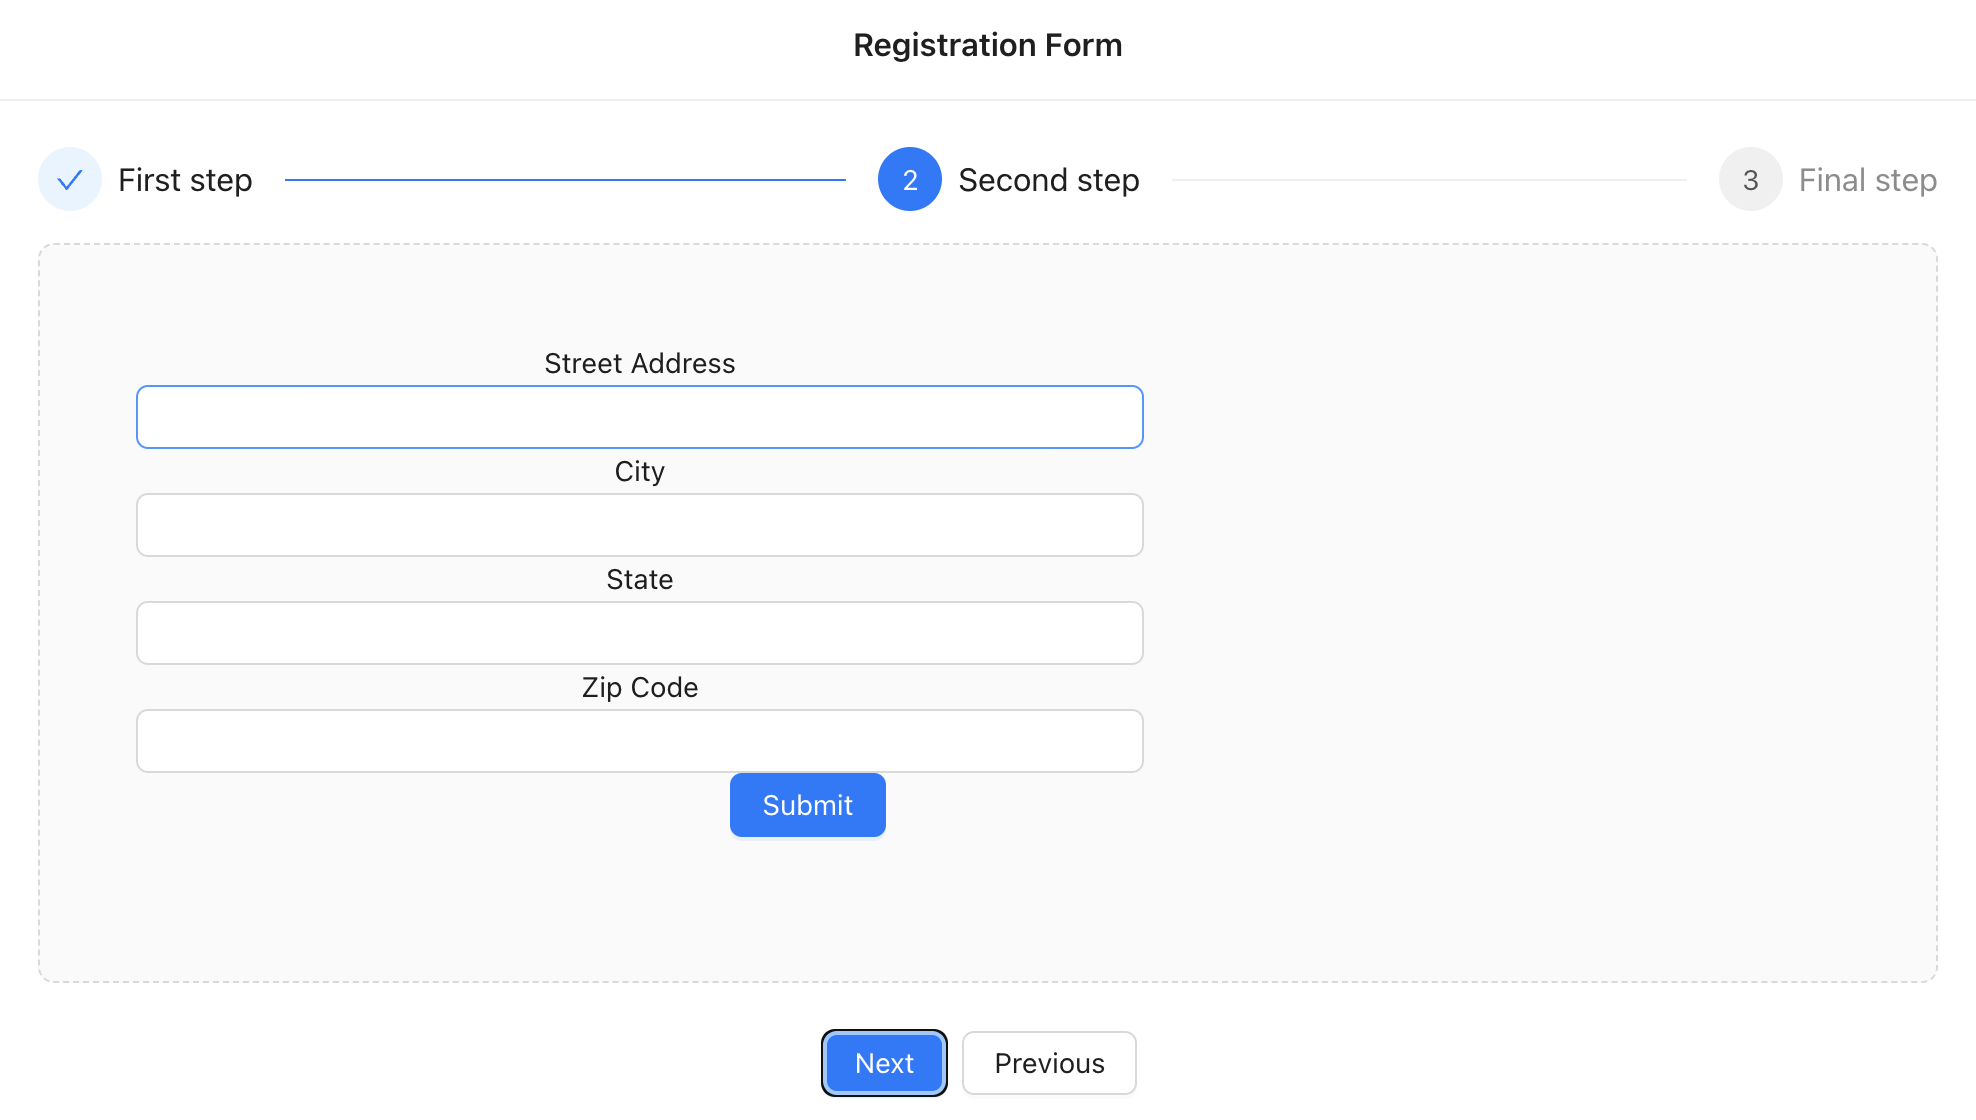 Registration Form
First step
2 Second step
3 Final step
Street Address
City
State
Zip Code
Submit
Next Previous